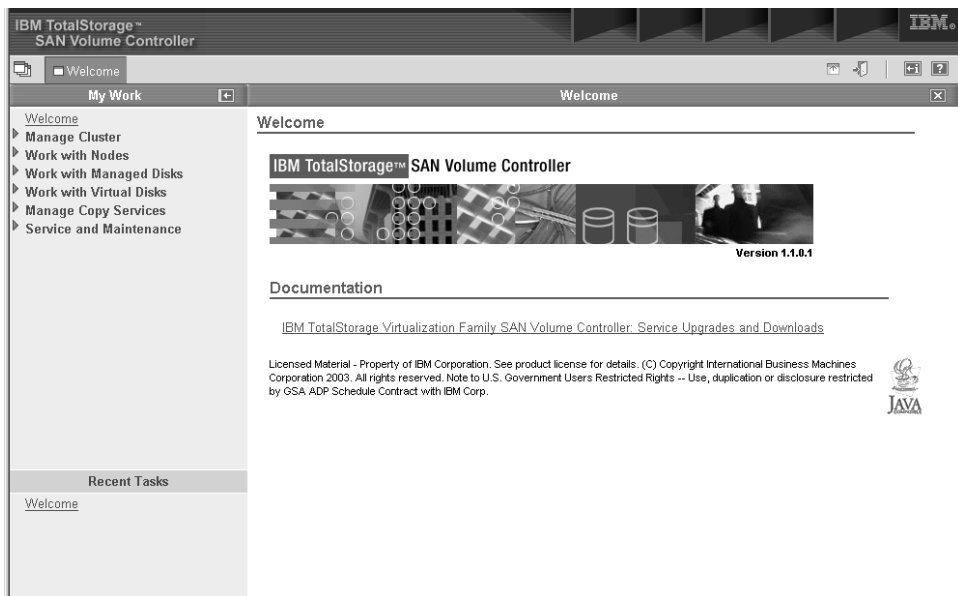 IBM TotalStorage™
SAN Volume Controller
IBM®
Welcome
My Work
Welcome
Welcome
Manage Cluster
Work with Nodes
Work with Managed Disks
Work with Virtual Disks
Manage Copy Services
Service and Maintenance
Recent Tasks
Welcome
Welcome
IBM TotalStorage™ SAN Volume Controller
Version 1.1.0.1
Documentation
IBM TotalStorage Virtualization Family SAN Volume Controller: Service Upgrades and Downloads
Licensed Material - Property of IBM Corporation. See product license for details. (C) Copyright International Business Machines
Corporation 2003. All rights reserved. Note to U.S. Government Users Restricted Rights -- Use, duplication or disclosure restricted
by GSA ADP Schedule Contract with IBM Corp.
JAVA